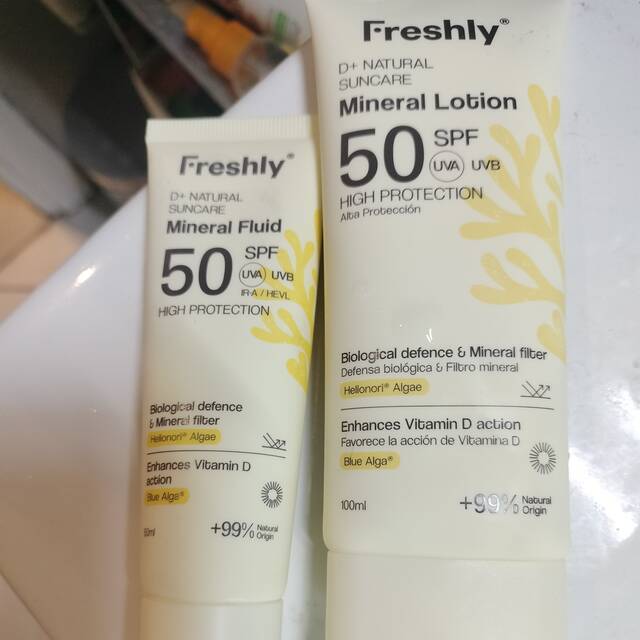 Freshly®
D+ NATURAL
SUNCARE
Mineral Fluid
50 SPF
UVA UVB
IR-A / HEVL
HIGH PROTECTION
Biological defence
& Mineral filter
Helionori® Algae
Enhances Vitamin D
action
Blue Alga®
50ml
+99% Natural
Origin
Freshly®
D+ NATURAL
SUNCARE
Mineral Lotion
50 SPF
UVA UVB
HIGH PROTECTION
Alta Protección
Biological defence & Mineral filter
Defensa biológica & Filtro mineral
Helionori® Algae
Enhances Vitamin D action
Favorece la acción de Vitamina D
Blue Alga®
100ml
+99% Natural
Origin